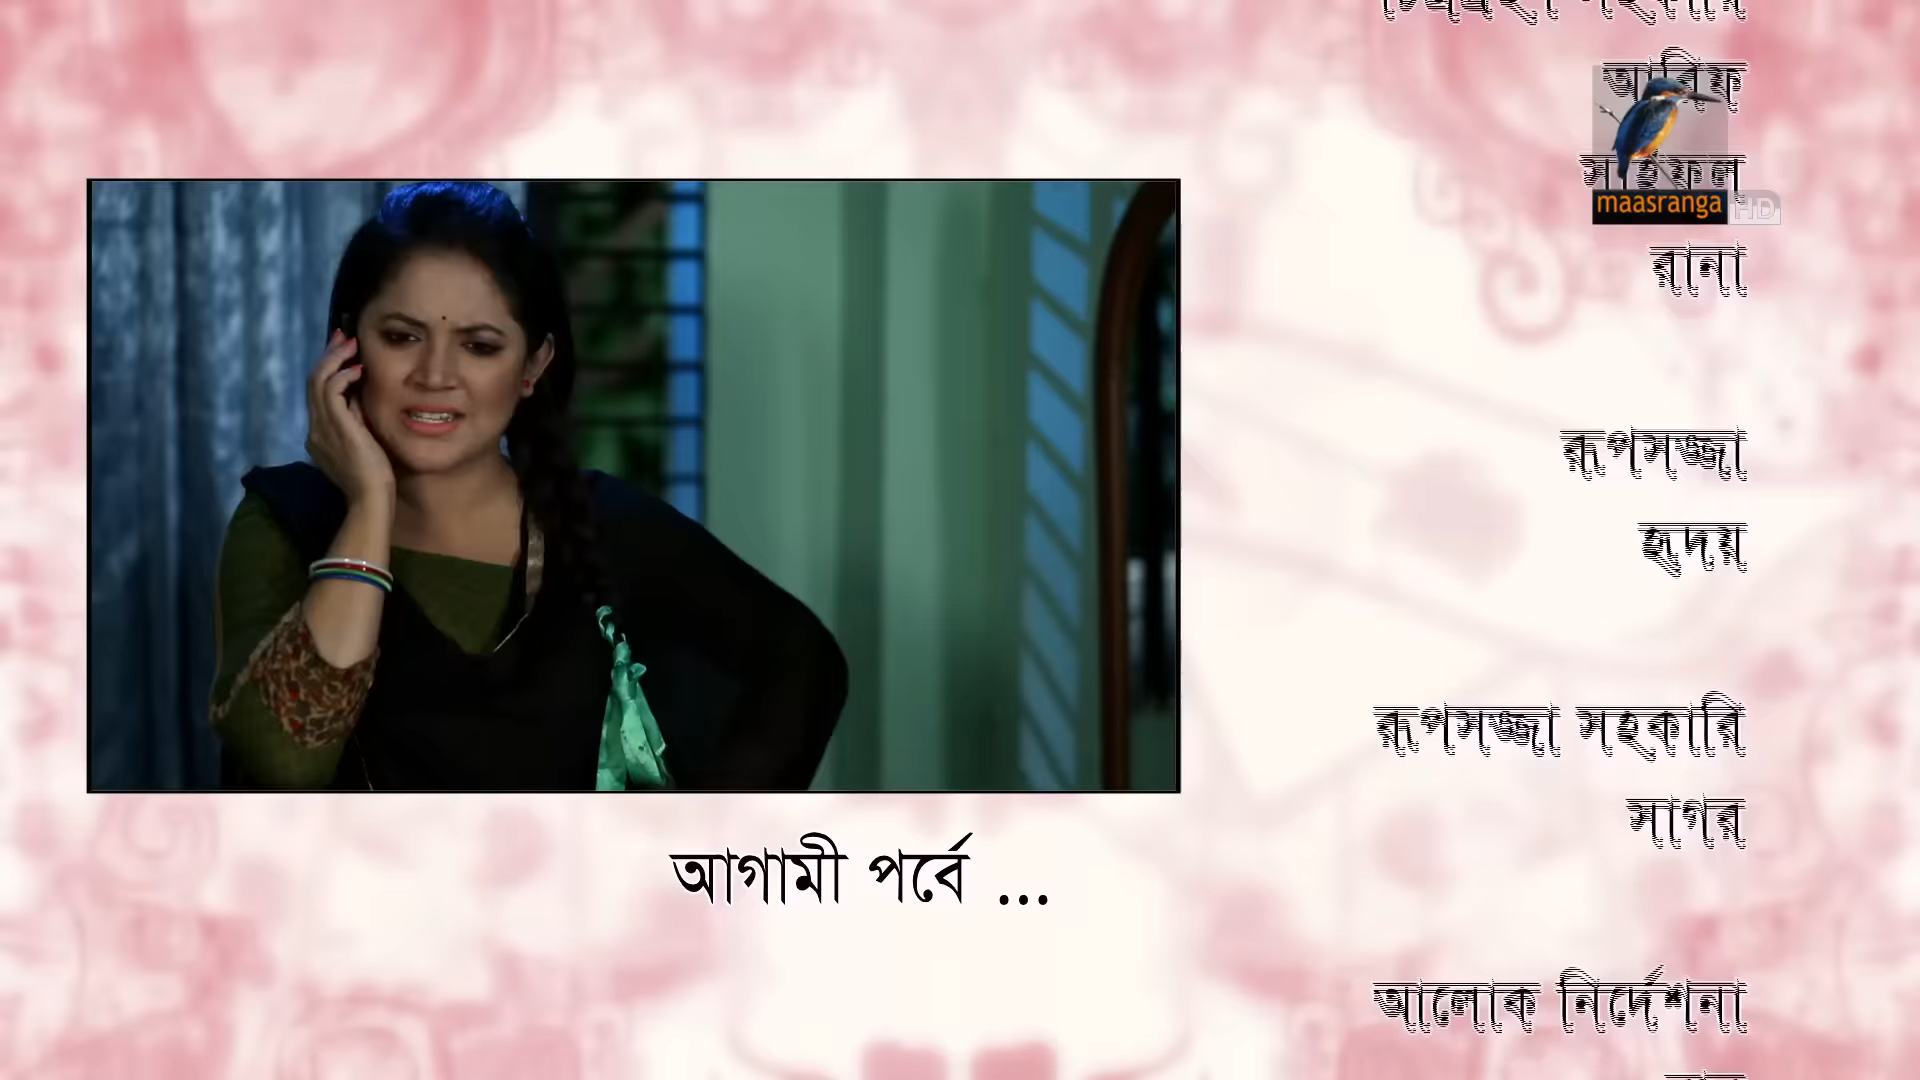 আরিফ
সাইফুল
maasranga HD
রানা
রূপসজ্জা
হৃদয়
রূপসজ্জা সহকারি
সাগর
আগামী পর্বে ...
আলোক নির্দেশনা